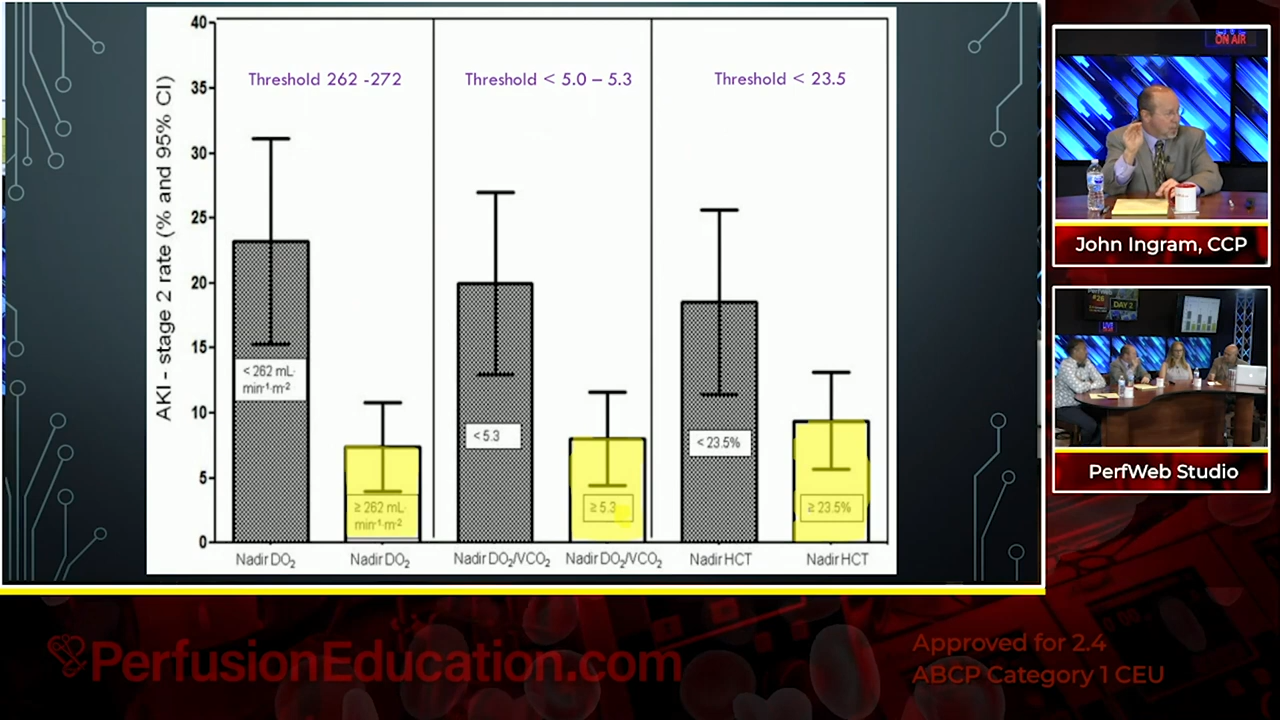 40
35
30
25
20
15
10
5
0
AKI - stage 2 rate (% and 95% CI)
Threshold 262 -272
Threshold < 5.0 – 5.3
Threshold < 23.5
< 262 mL·
min⁻¹·m⁻²
≥ 262 mL·
min⁻¹·m⁻²
< 5.3
≥ 5.3
< 23.5%
≥ 23.5%
Nadir DO₂
Nadir DO₂
Nadir DO₂/VCO₂
Nadir DO₂/VCO₂
Nadir HCT
Nadir HCT
ON AIR
John Ingram, CCP
DAY 2
PerfWeb Studio
PerfusionEducation.com
Approved for 2.4
ABCP Category 1 CEU